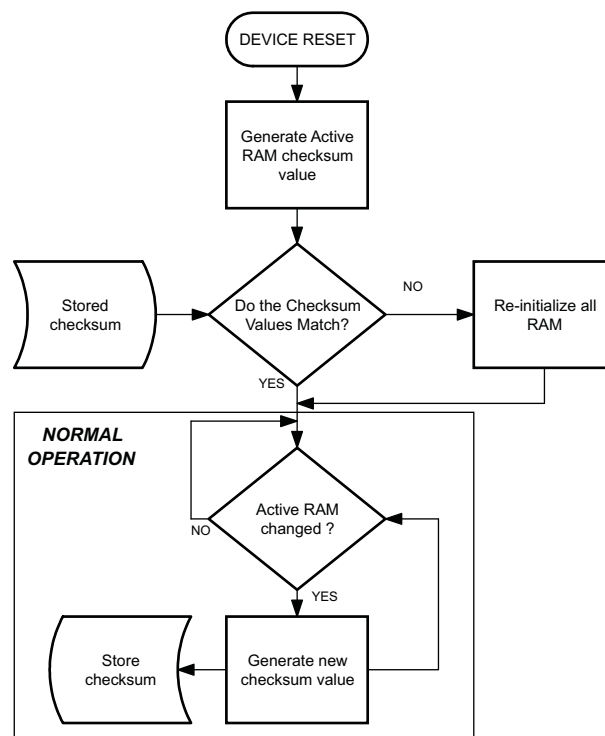 DEVICE RESET
Generate Active
RAM checksum
value
Stored
checksum
Do the Checksum
Values Match?
NO
Re-initialize all
RAM
YES
NORMAL
OPERATION
Active RAM
changed ?
NO
YES
Store
checksum
Generate new
checksum value